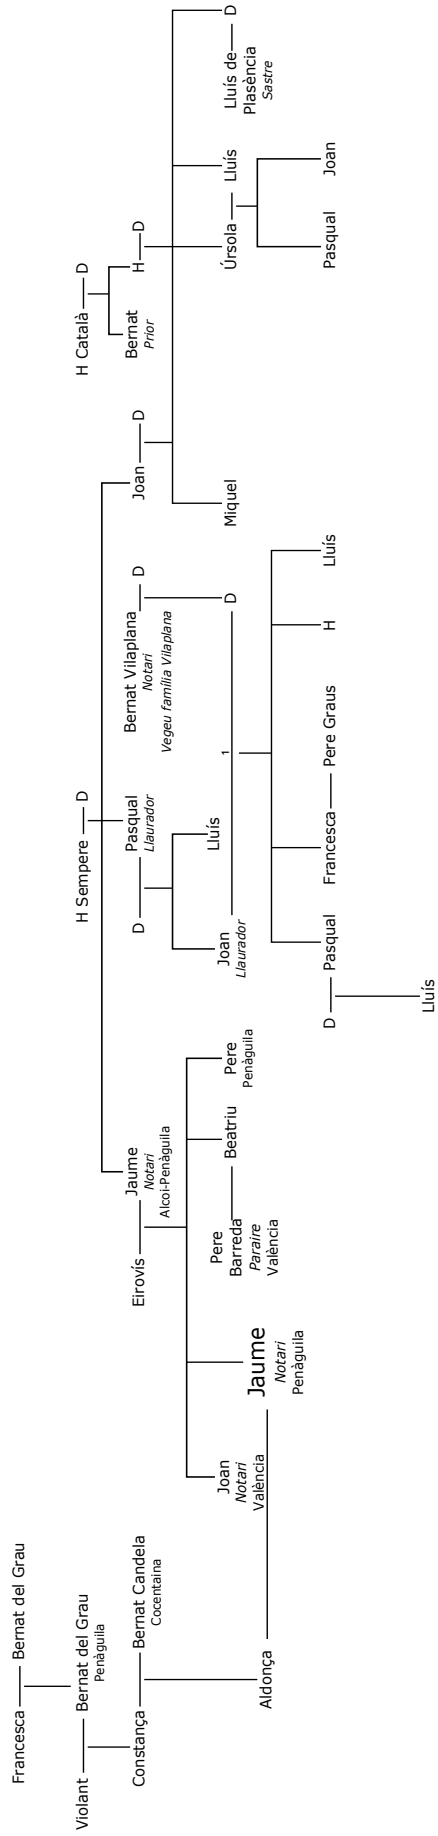 Francesca
Bernat del Grau
Violant
Bernat del Grau
Penàguila
H Sempere
D
H Català
D
Constança
Bernat Candela
Cocentaina
Eirovís
Jaume
Notari
Alcoi-Penàguila
D
Pasqual
Llaurador
Bernat Vilaplana
Notari
Vegeu família Vilaplana
D
Joan
D
Bernat
Prior
H
D
Aldonça
Joan
Notari
València
Jaume
Notari
Penàguila
Pere
Barreda
Paraire
València
Beatriu
Pere
Penàguila
Joan
Llaurador
Lluís
1
D
Miquel
Úrsola
Lluís
Lluís de
Plasència
Sastre
D
D
Pasqual
Francesca
Pere Graus
H
Lluís
Pasqual
Joan
Lluís